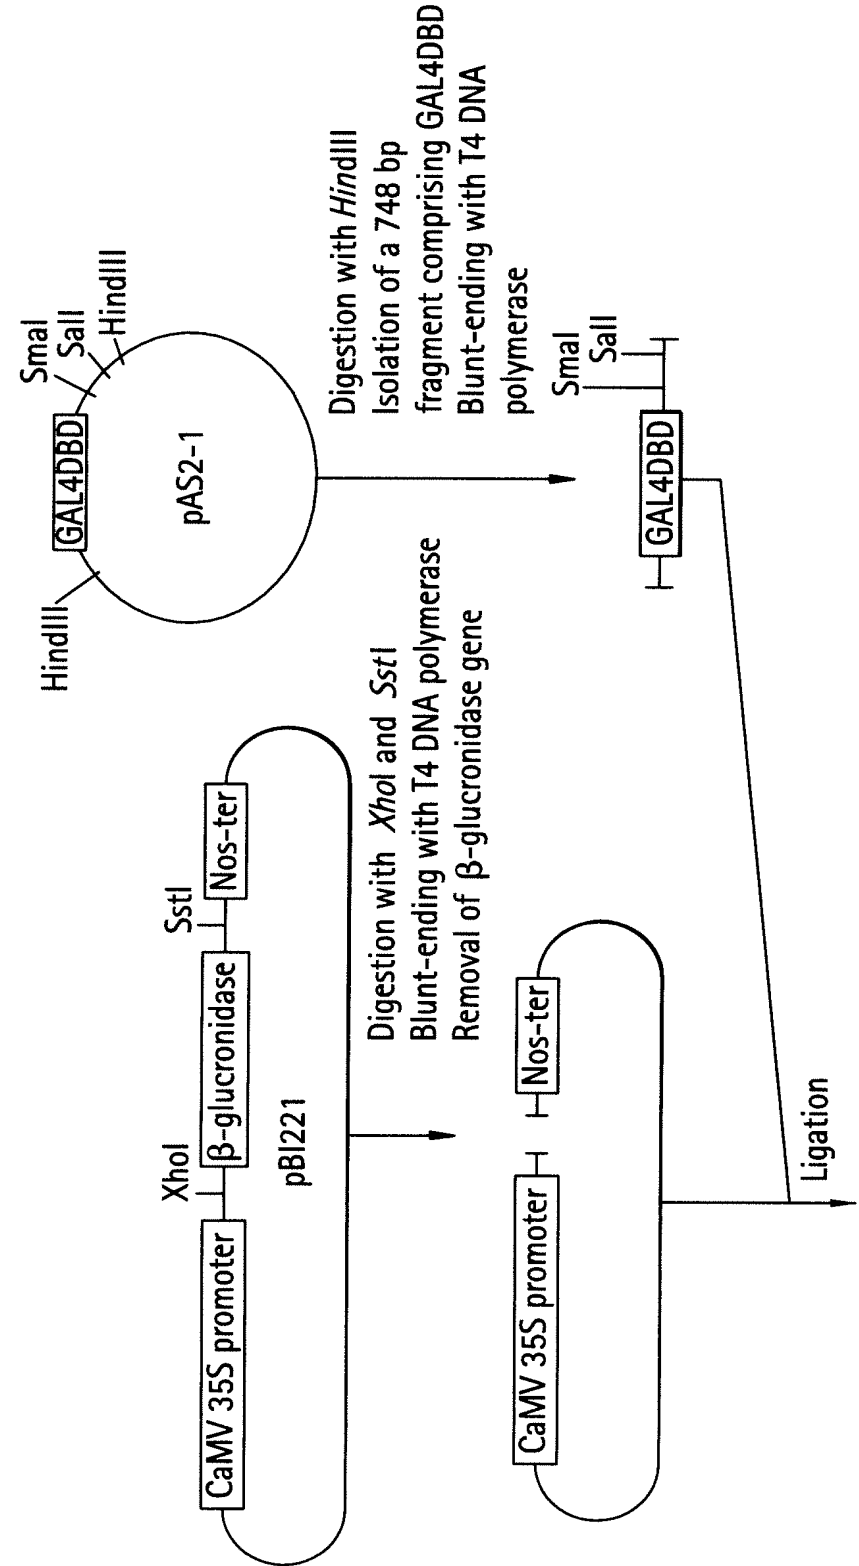 XhoI
SstI
CaMV 35S promoter
β-glucronidase
Nos-ter
pBI221
Digestion with XhoI and SstI
Blunt-ending with T4 DNA polymerase
Removal of β-glucronidase gene
CaMV 35S promoter
Nos-ter
HindIII
GAL4DBD
SmaI
SalI
HindIII
pAS2-1
Digestion with HindIII
Isolation of a 748 bp
fragment comprising GAL4DBD
Blunt-ending with T4 DNA
polymerase
SmaI
SalI
GAL4DBD
Ligation